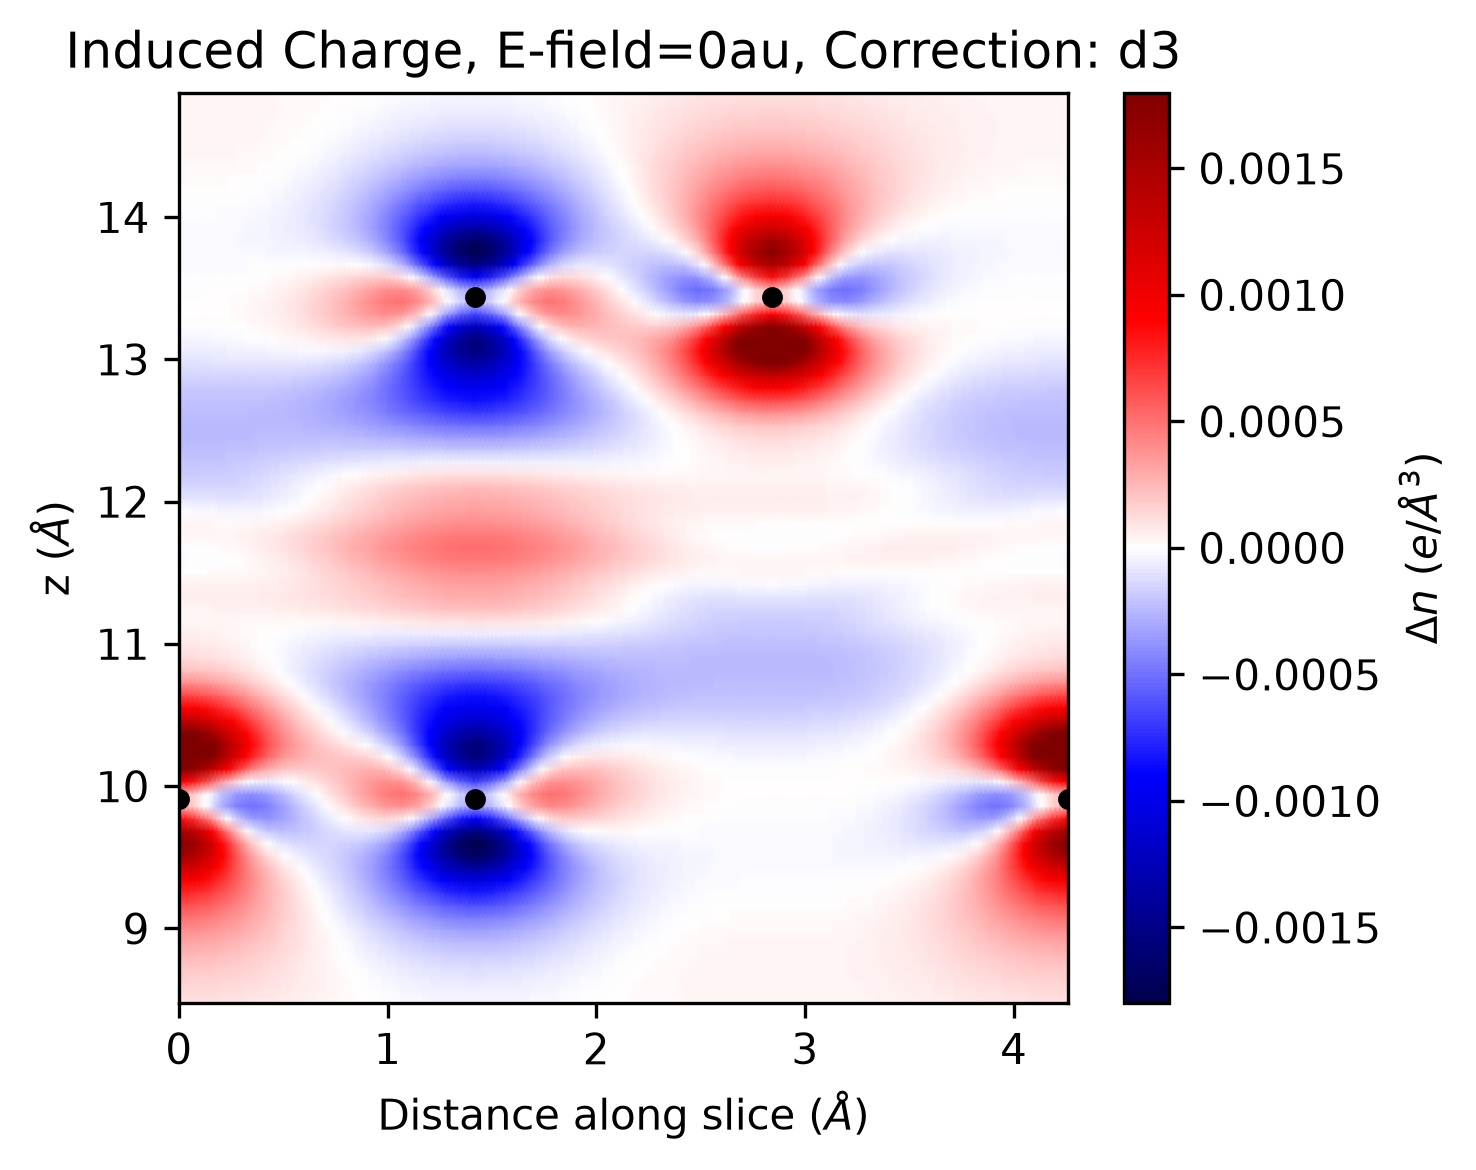 Induced Charge, E-field=0au, Correction: d3
14
13
12
11
10
9
z (Å)
0 1 2 3 4
Distance along slice (Å)
0.0015
0.0010
0.0005
0.0000
−0.0005
−0.0010
−0.0015
Δn (e/Å³)